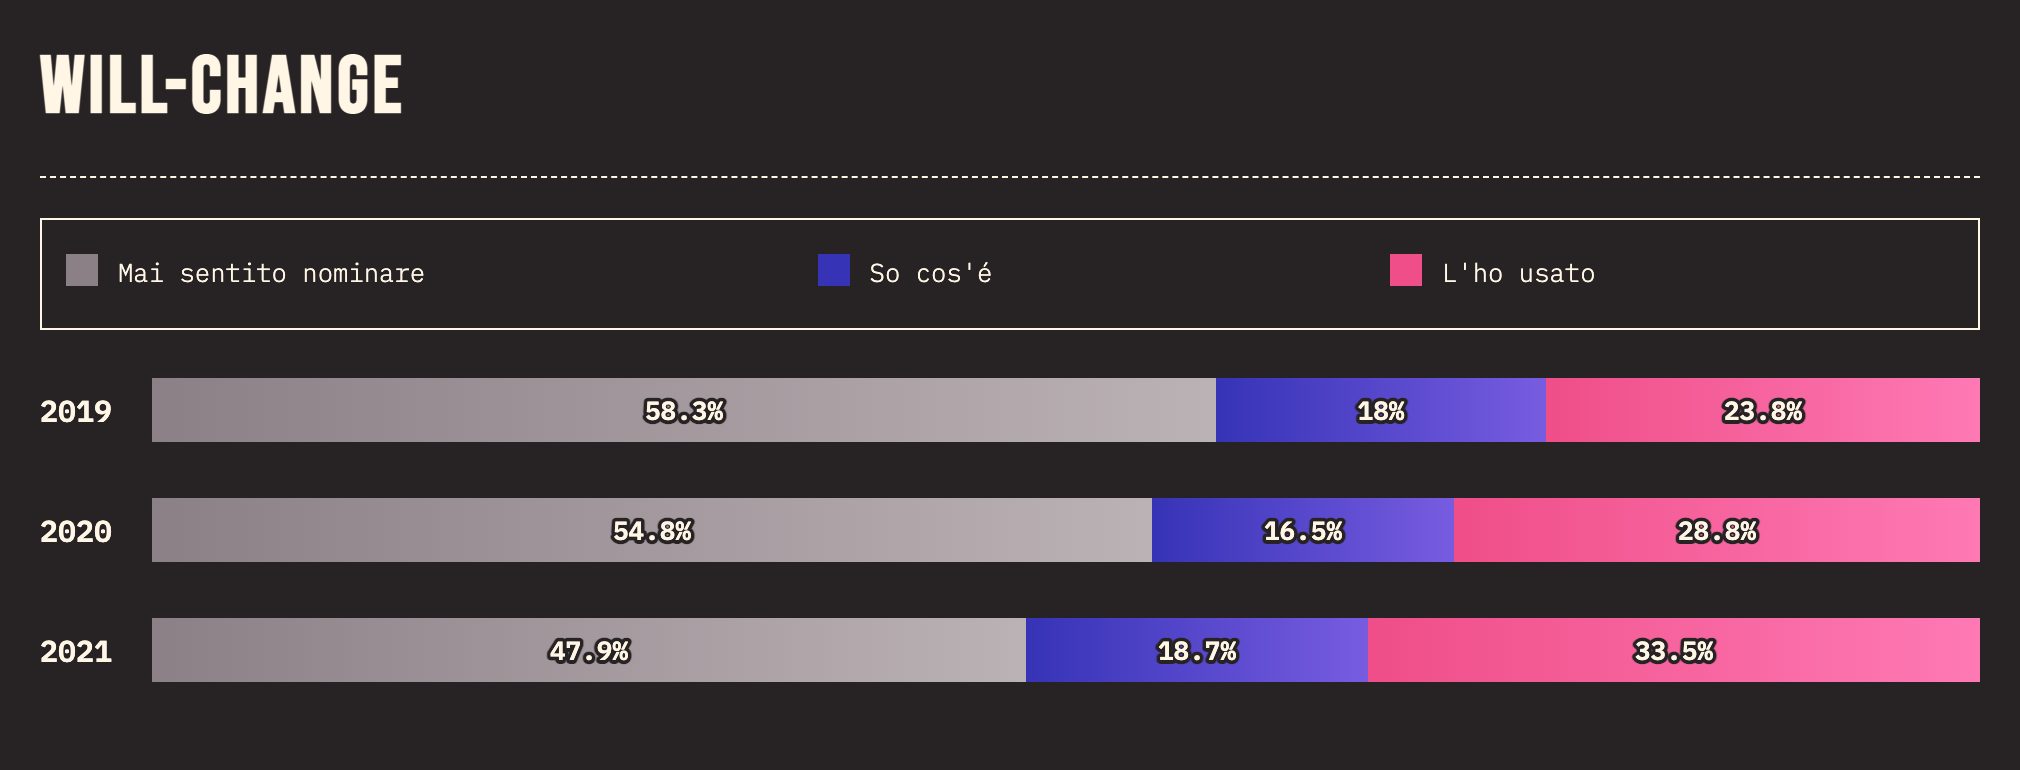 WILL-CHANGE
Mai sentito nominare So cos'é L'ho usato
2019 58.3% 18% 23.8%
2020 54.8% 16.5% 28.8%
2021 47.9% 18.7% 33.5%